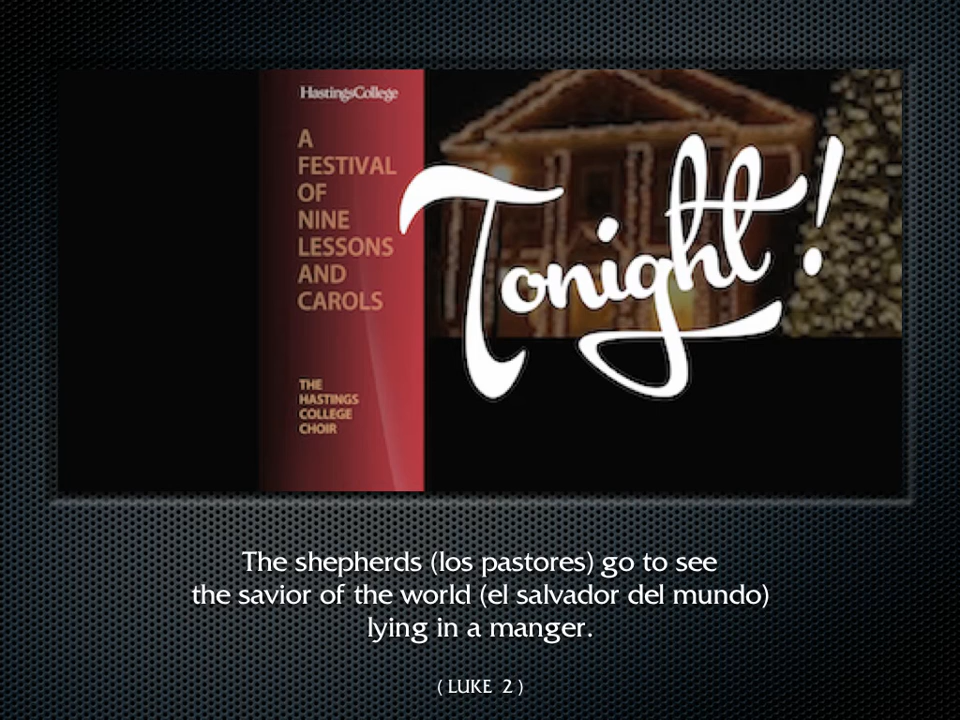 HastingsCollege
A
FESTIVAL
OF
NINE
LESSONS
AND
CAROLS
THE
HASTINGS
COLLEGE
CHOIR
Tonight!
The shepherds (los pastores) go to see
the savior of the world (el salvador del mundo)
lying in a manger.
( LUKE 2 )